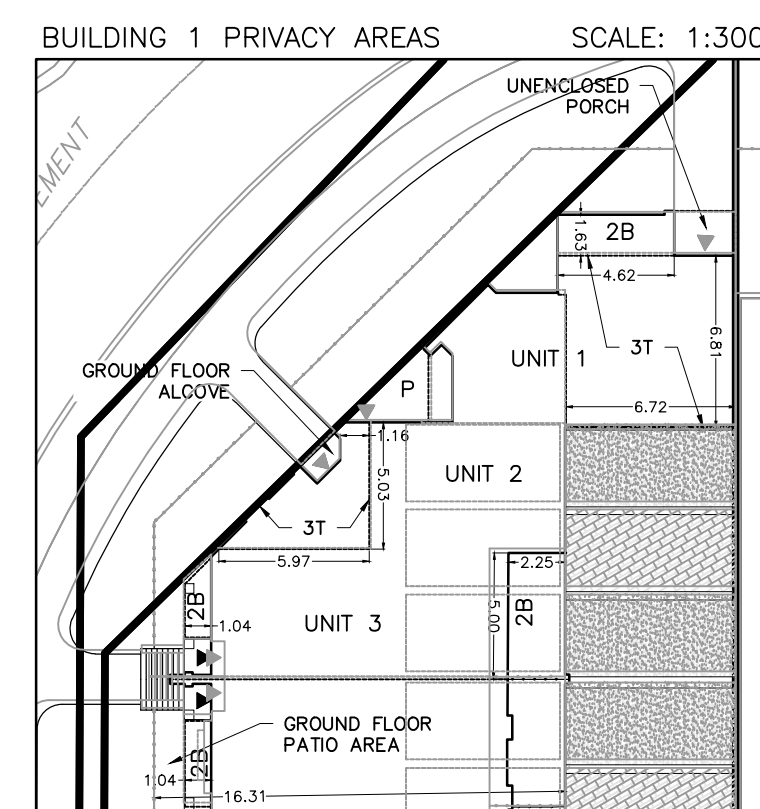 BUILDING 1 PRIVACY AREAS
SCALE: 1:300
UNENCLOSED
PORCH
EMENT
1.63
2B
4.62
6.81
UNIT 1
3T
GROUND FLOOR
ALCOVE
P
6.72
1.16
5.03
UNIT 2
3T
5.97
2.25
2B
5.00
2B
1.04
UNIT 3
GROUND FLOOR
PATIO AREA
2B
1.04
16.31